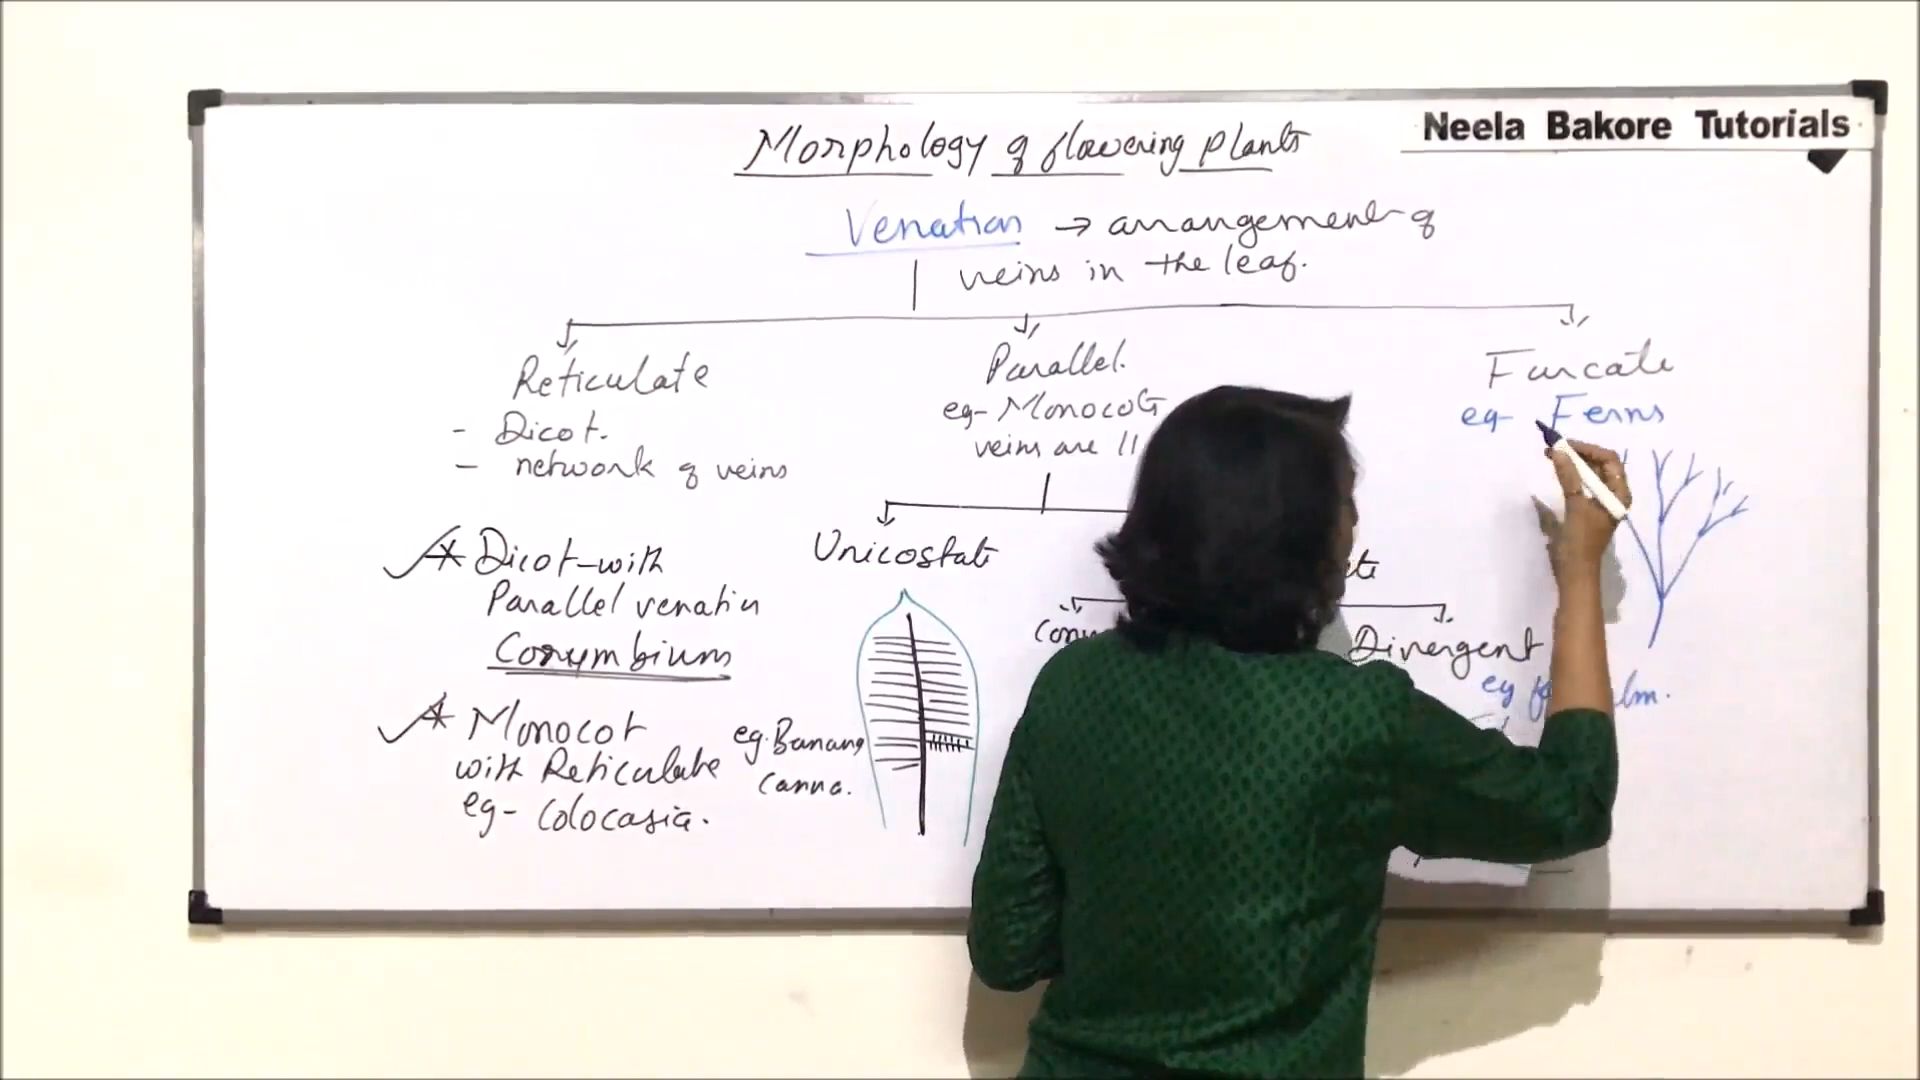 Neela Bakore Tutorials
Morphology of flowering plants
Venation → arrangement of
veins in the leaf.
Reticulate
- Dicot.
- network of veins
Parallel.
eg- Monocots
veins are ||
Furcate
eg- Ferns
* Dicot-with
Parallel venation
Corymbium
* Monocot
with Reticulate
eg- Colocasia.
Unicostate
eg. Banana
Canna.
Divergent
eg